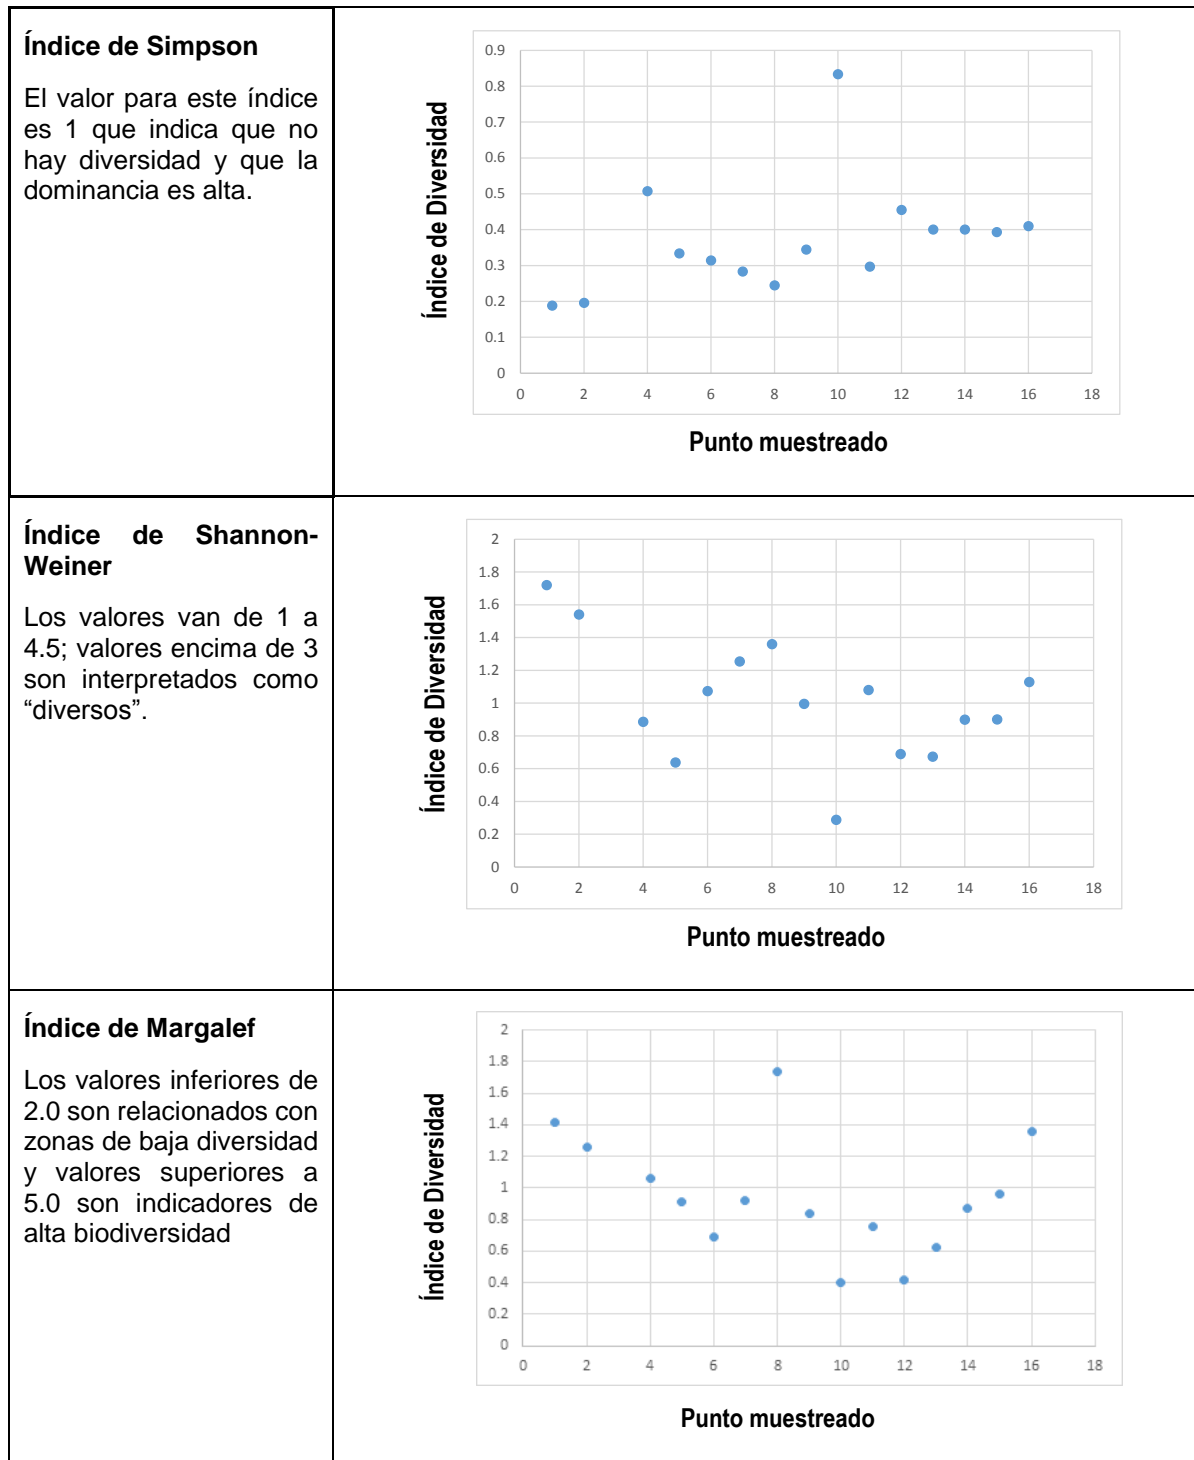 Índice de Simpson
El valor para este índice
es 1 que indica que no
hay diversidad y que la
dominancia es alta.
Índice de Diversidad
0.9
0.8
0.7
0.6
0.5
0.4
0.3
0.2
0.1
0
0 2 4 6 8 10 12 14 16 18
Punto muestreado
Índice de Shannon-
Weiner
Los valores van de 1 a
4.5; valores encima de 3
son interpretados como
“diversos”.
Índice de Diversidad
2
1.8
1.6
1.4
1.2
1
0.8
0.6
0.4
0.2
0
0 2 4 6 8 10 12 14 16 18
Punto muestreado
Índice de Margalef
Los valores inferiores de
2.0 son relacionados con
zonas de baja diversidad
y valores superiores a
5.0 son indicadores de
alta biodiversidad
Índice de Diversidad
2
1.8
1.6
1.4
1.2
1
0.8
0.6
0.4
0.2
0
0 2 4 6 8 10 12 14 16 18
Punto muestreado